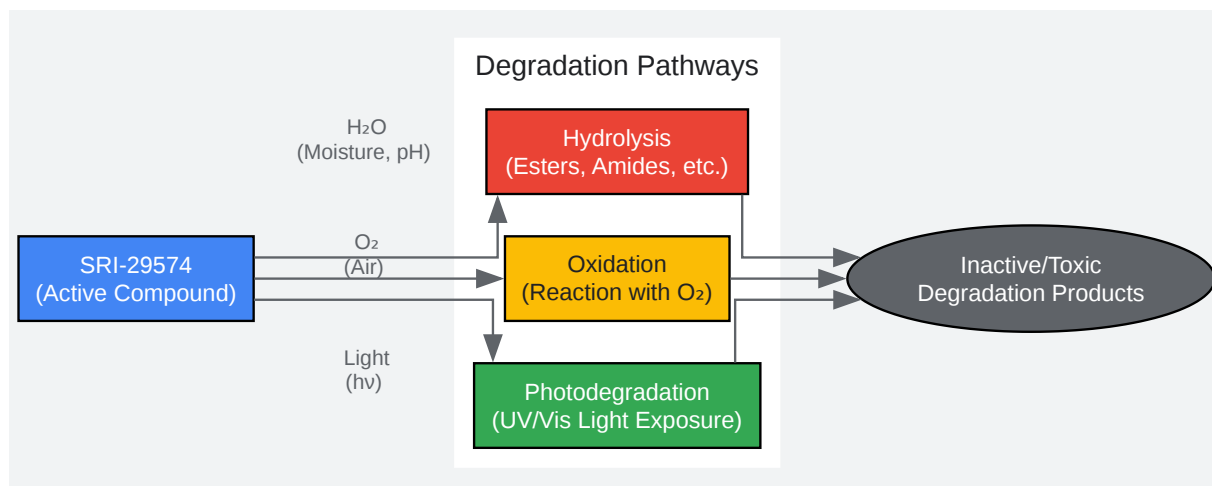 Degradation Pathways
H₂O
(Moisture, pH)
Hydrolysis
(Esters, Amides, etc.)
SRI-29574
(Active Compound)
O₂
(Air)
Oxidation
(Reaction with O₂)
Inactive/Toxic
Degradation Products
Light
(hν)
Photodegradation
(UV/Vis Light Exposure)